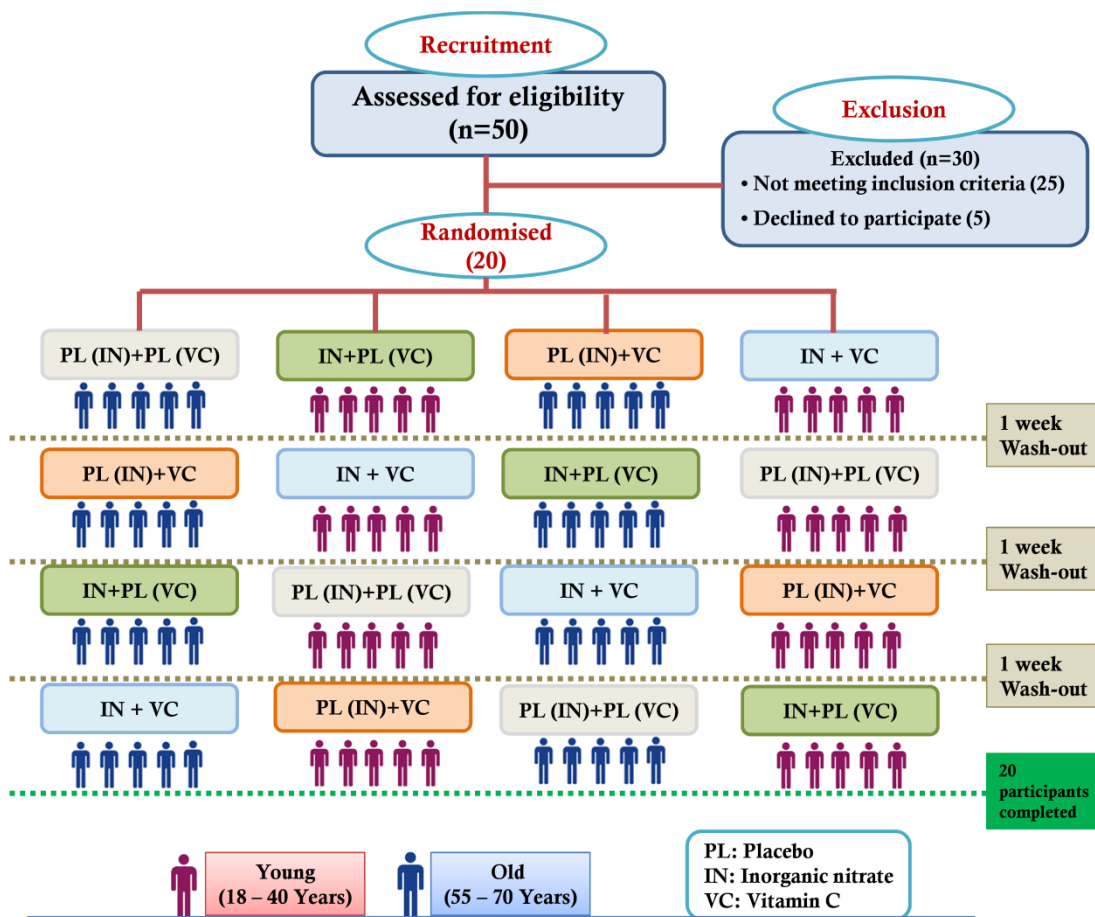 Recruitment
Assessed for eligibility
(n=50)
Exclusion
Excluded (n=30)
• Not meeting inclusion criteria (25)
• Declined to participate (5)
Randomised
(20)
PL (IN)+PL (VC)
IN+PL (VC)
PL (IN)+VC
IN + VC
1 week
Wash-out
PL (IN)+VC
IN + VC
IN+PL (VC)
PL (IN)+PL (VC)
1 week
Wash-out
IN+PL (VC)
PL (IN)+PL (VC)
IN + VC
PL (IN)+VC
1 week
Wash-out
IN + VC
PL (IN)+VC
PL (IN)+PL (VC)
IN+PL (VC)
20
participants
completed
Young
(18 – 40 Years)
Old
(55 – 70 Years)
PL: Placebo
IN: Inorganic nitrate
VC: Vitamin C